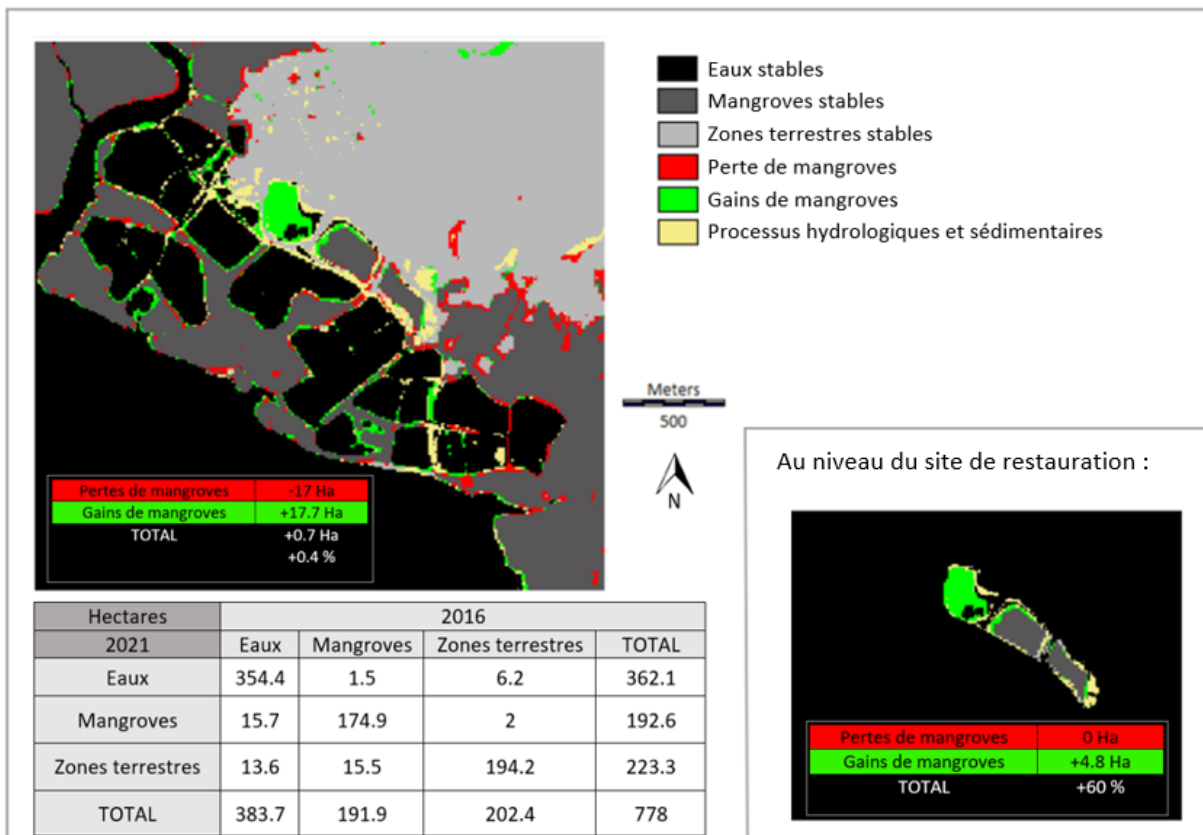 Eaux stables
Mangroves stables
Zones terrestres stables
Perte de mangroves
Gains de mangroves
Processus hydrologiques et sédimentaires
Meters
500
N
Pertes de mangroves -17 Ha
Gains de mangroves +17.7 Ha
TOTAL +0.7 Ha
+0.4 %
Hectares 2016
2021 Eaux Mangroves Zones terrestres TOTAL
Eaux 354.4 1.5 6.2 362.1
Mangroves 15.7 174.9 2 192.6
Zones terrestres 13.6 15.5 194.2 223.3
TOTAL 383.7 191.9 202.4 778
Au niveau du site de restauration :
Pertes de mangroves 0 Ha
Gains de mangroves +4.8 Ha
TOTAL +60 %